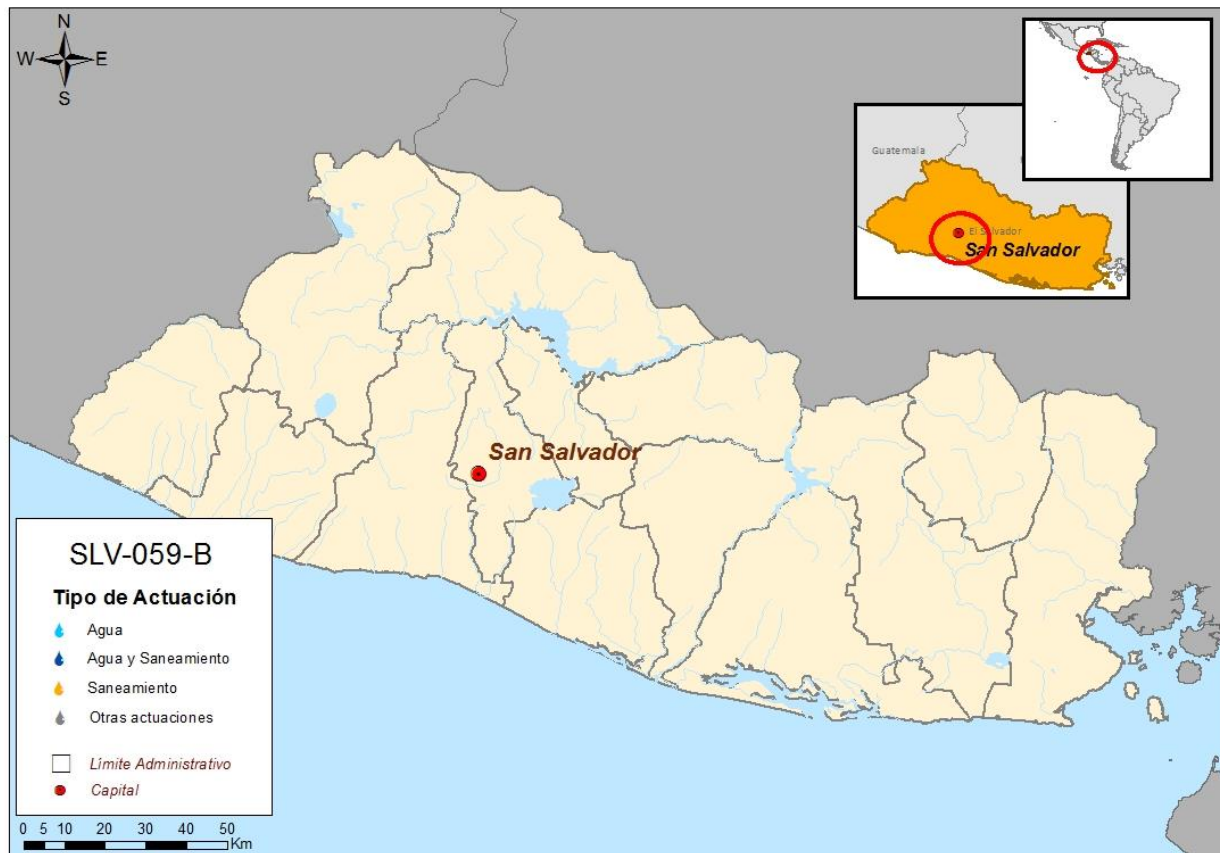 N
W E
S
Guatemala
El Salvador
San Salvador
San Salvador
SLV-059-B
Tipo de Actuación
Agua
Agua y Saneamiento
Saneamiento
Otras actuaciones
Límite Administrativo
Capital
0 5 10 20 30 40 50
Km